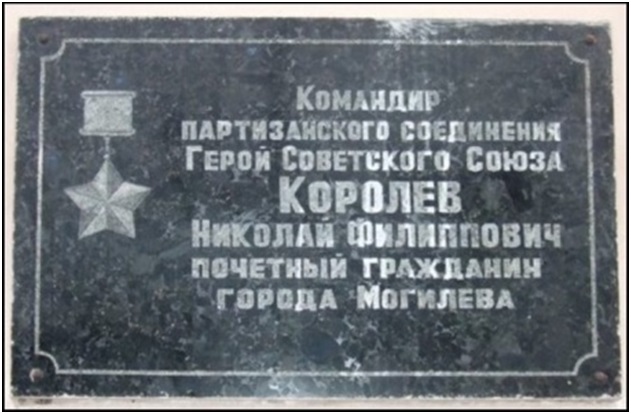 Командир
партизанского соединения
Герой Советского Союза
Королев
Николай Филиппович
почетный гражданин
города Могилева